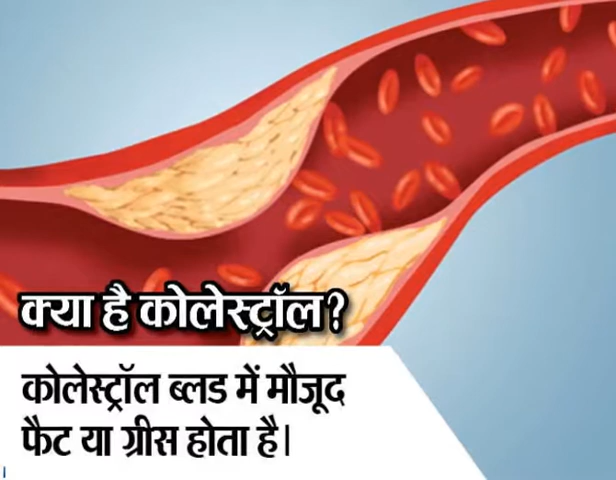 क्या है कोलेस्ट्रॉल?
कोलेस्ट्रॉल ब्लड में मौजूद
फैट या ग्रीस होता है।